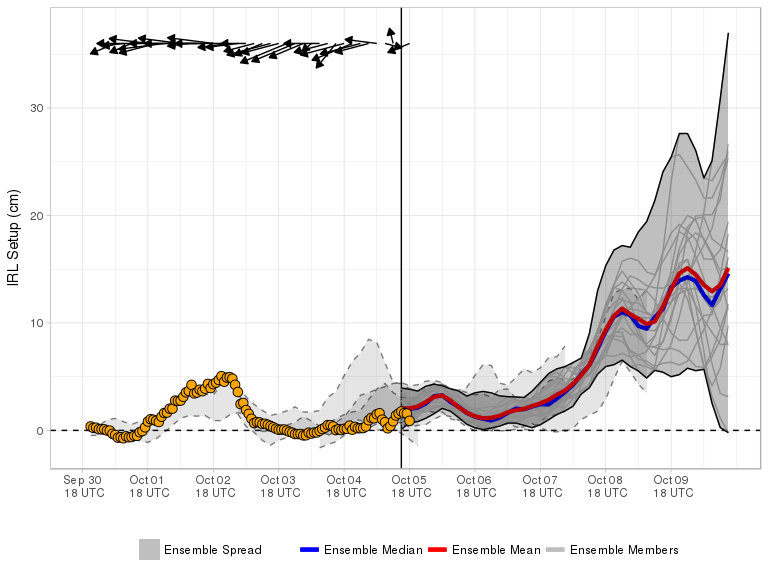 IRL Setup (cm)
30
20
10
0
Sep 30 Oct 01 Oct 02 Oct 03 Oct 04 Oct 05 Oct 06 Oct 07 Oct 08 Oct 09
18 UTC 18 UTC 18 UTC 18 UTC 18 UTC 18 UTC 18 UTC 18 UTC 18 UTC 18 UTC
Ensemble Spread Ensemble Median Ensemble Mean Ensemble Members